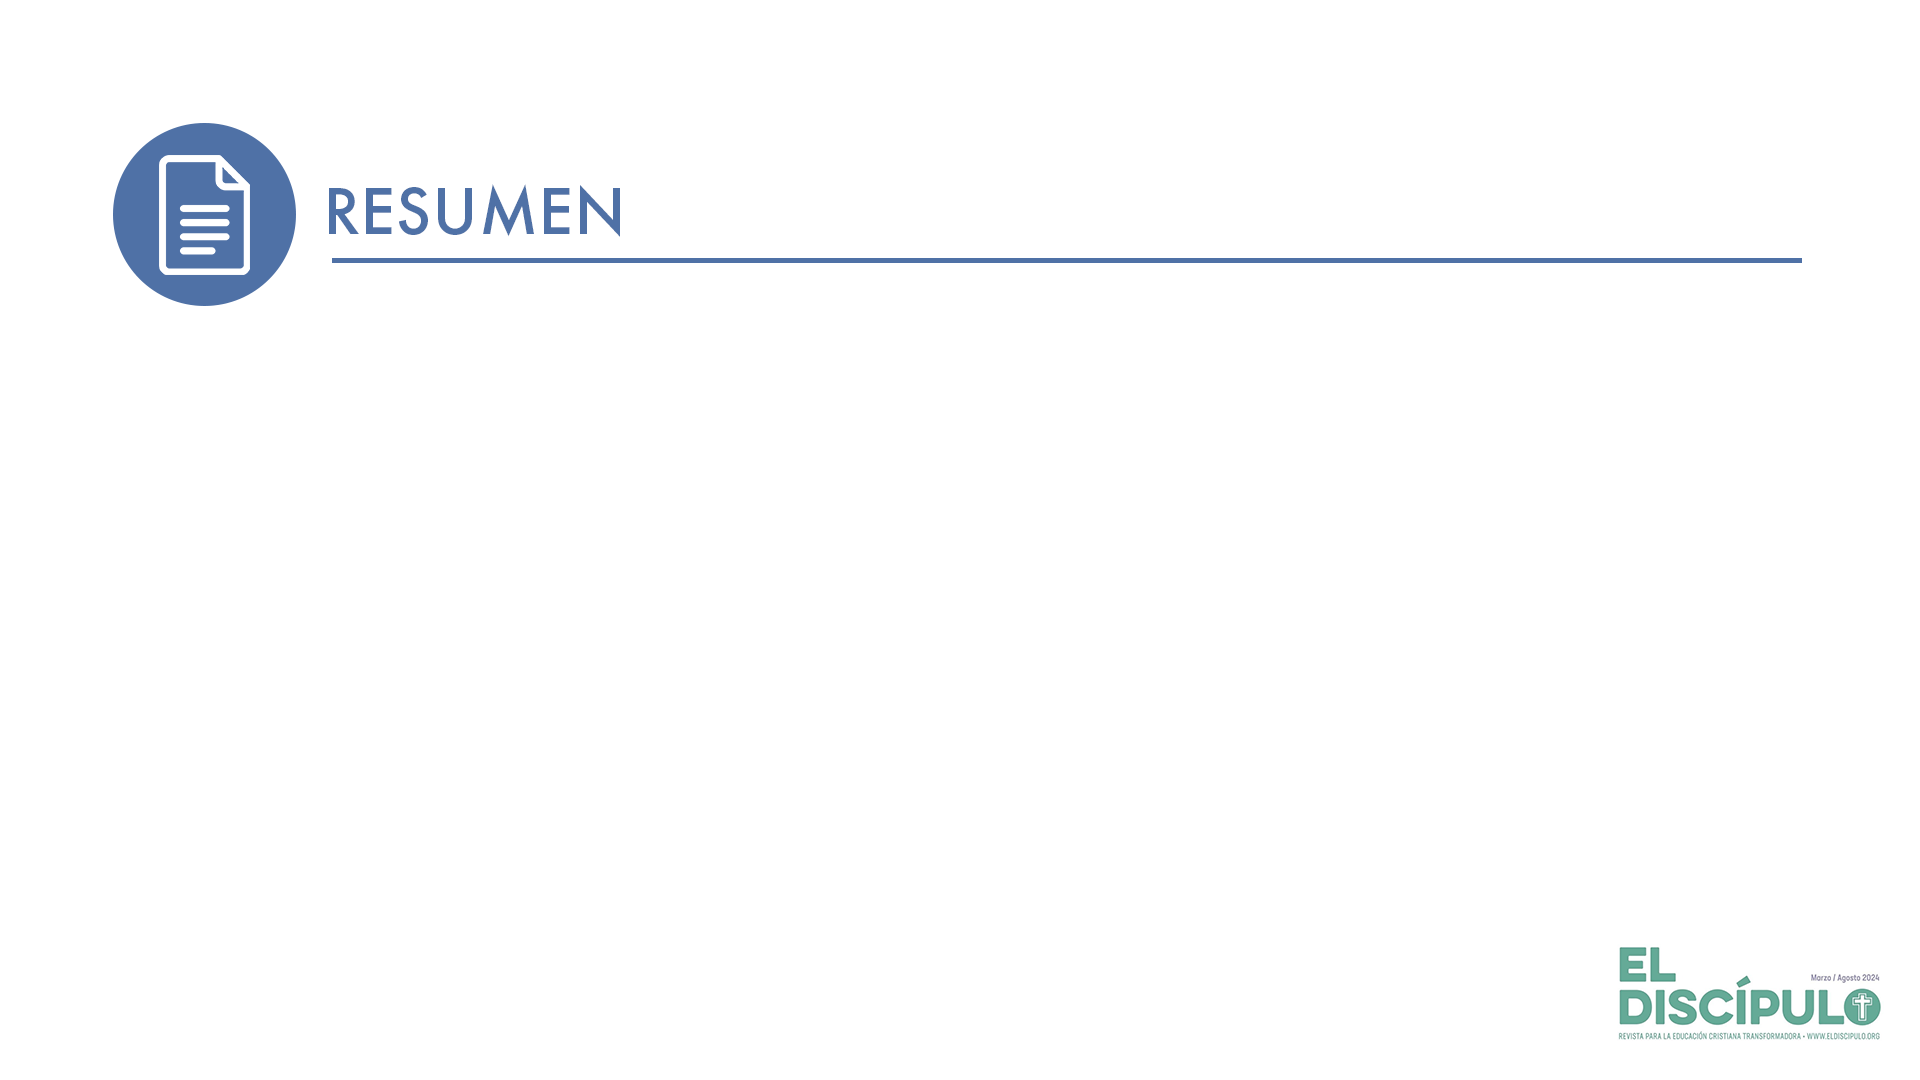 RESUMEN
EL
Marzo / Agosto 2024
DISCÍPULO
REVISTA PARA LA EDUCACIÓN CRISTIANA TRANSFORMADORA • WWW.ELDISCIPULO.ORG